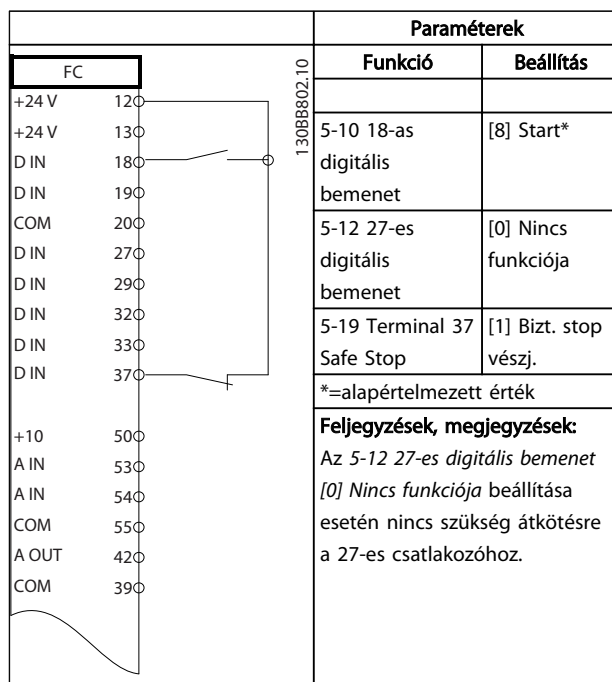 FC
+24 V 12
+24 V 13
D IN 18
D IN 19
COM 20
D IN 27
D IN 29
D IN 32
D IN 33
D IN 37
+10 50
A IN 53
A IN 54
COM 55
A OUT 42
COM 39
130BB802.10
Paraméterek
Funkció Beállítás
5-10 18-as [8] Start*
digitális
bemenet
5-12 27-es [0] Nincs
digitális funkciója
bemenet
5-19 Terminal 37 [1] Bizt. stop
Safe Stop vészj.
*=alapértelmezett érték
Feljegyzések, megjegyzések:
Az 5-12 27-es digitális bemenet
[0] Nincs funkciója beállítása
esetén nincs szükség átkötésre
a 27-es csatlakozóhoz.